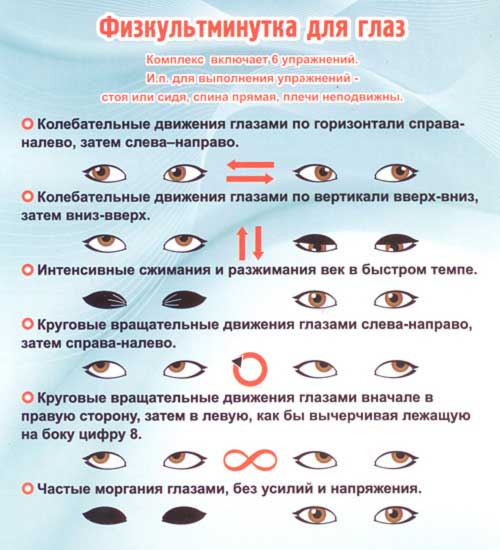 Физкультминутка для глаз
Комплекс включает 6 упражнений.
И.п. для выполнения упражнений -
стоя или сидя, спина прямая, плечи неподвижны.
Колебательные движения глазами по горизонтали справа-
налево, затем слева–направо.
Колебательные движения глазами по вертикали вверх-вниз,
затем вниз-вверх.
Интенсивные сжимания и разжимания век в быстром темпе.
Круговые вращательные движения глазами слева-направо,
затем справа-налево.
Круговые вращательные движения глазами вначале в
правую сторону, затем в левую, как бы вычерчивая лежащую
на боку цифру 8.
Частые моргания глазами, без усилий и напряжения.